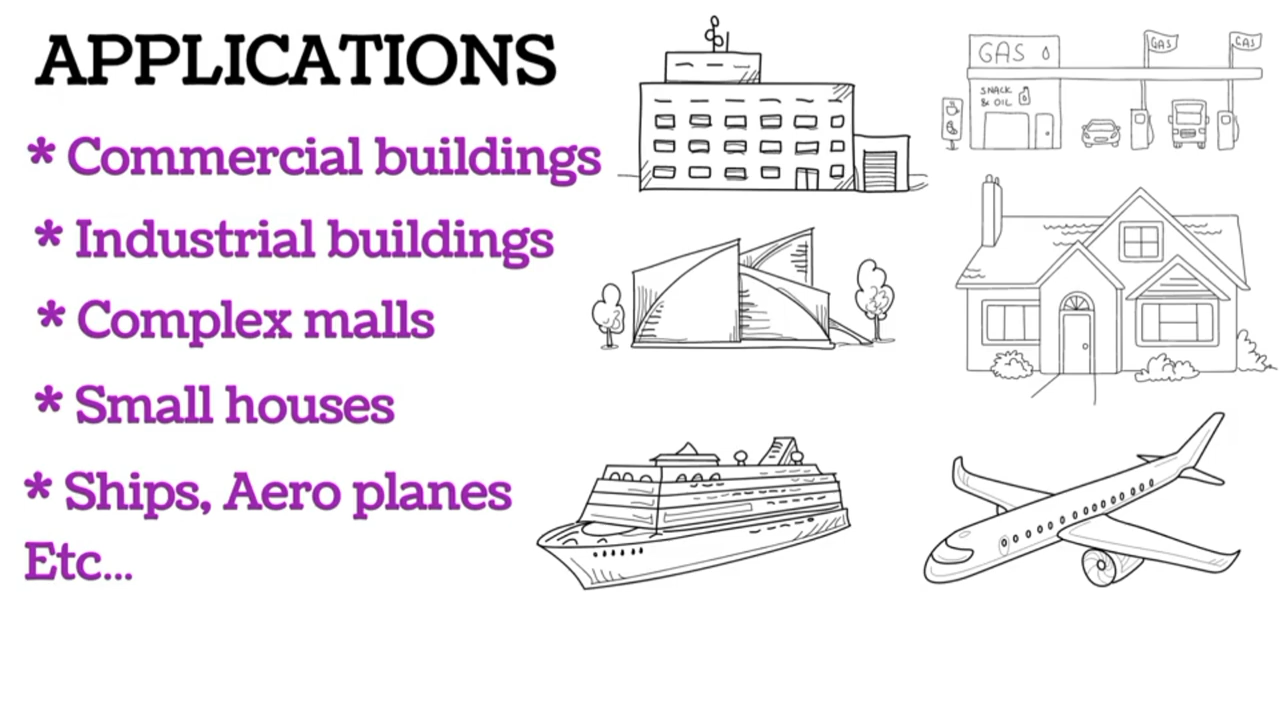 APPLICATIONS
* Commercial buildings
* Industrial buildings
* Complex malls
* Small houses
* Ships, Aero planes
Etc...
GAS
GAS
GAS
SNACK
& OIL